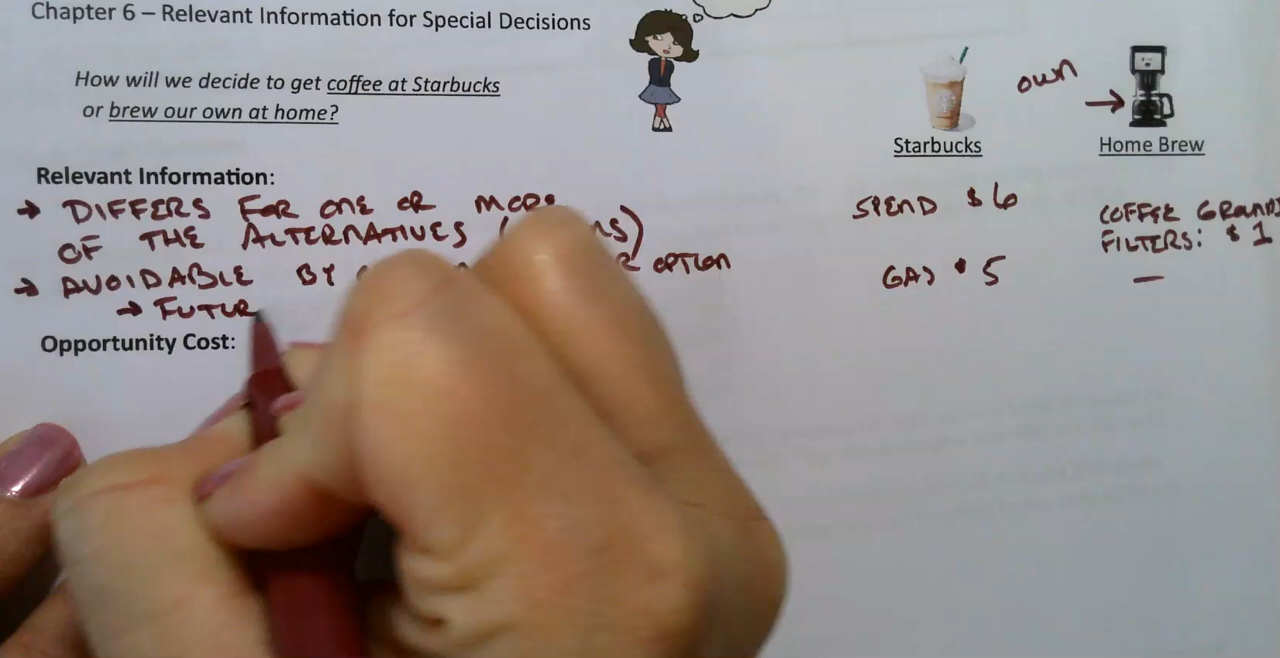 Chapter 6 – Relevant Information for Special Decisions
How will we decide to get coffee at Starbucks
or brew our own at home?
own
Starbucks
Home Brew
Relevant Information:
→ DIFFERS FOR ONE OR MORE
OF THE ALTERNATIVES (
→ AVOIDABLE BY
OPTION
→ FUTUR
Opportunity Cost:
SPEND $6
COFFEE GROUNDS
FILTERS: $1
GAS $5
—